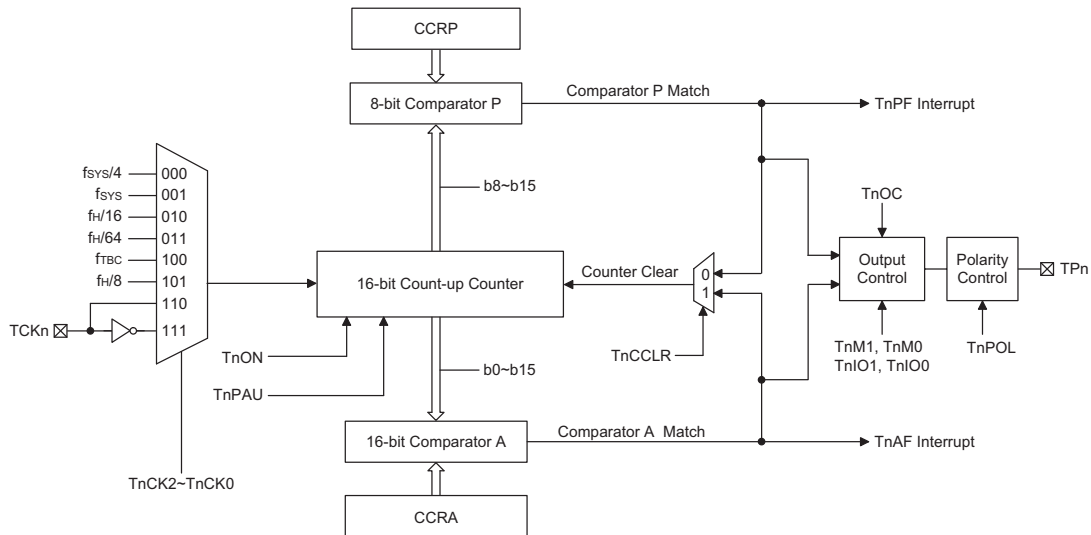 CCRP
8-bit Comparator P
Comparator P Match
TnPF Interrupt
fSYS/4
000
fSYS
001
fH/16
010
fH/64
011
fTBC
100
fH/8
101
110
TCKn
111
b8~b15
TnOC
16-bit Count-up Counter
Counter Clear
0
1
Output
Control
Polarity
Control
TPn
TnON
TnPAU
TnCCLR
b0~b15
TnM1, TnM0
TnIO1, TnIO0
TnPOL
16-bit Comparator A
Comparator A Match
TnAF Interrupt
TnCK2~TnCK0
CCRA